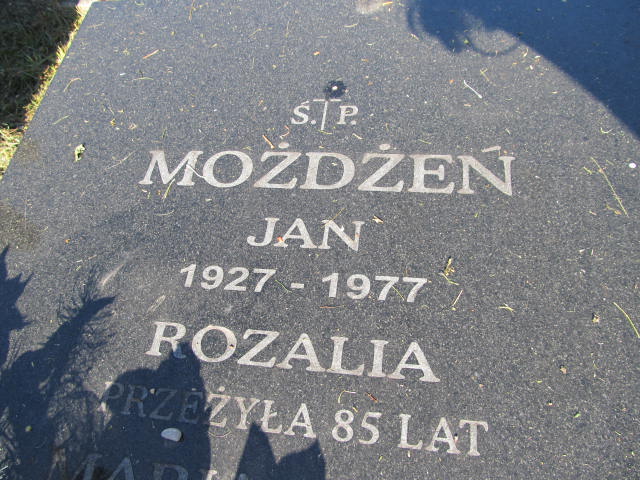 Ś.P.
MOŻDŻEŃ
JAN
1927 - 1977
ROZALIA
PRZEŻYŁA 85 LAT